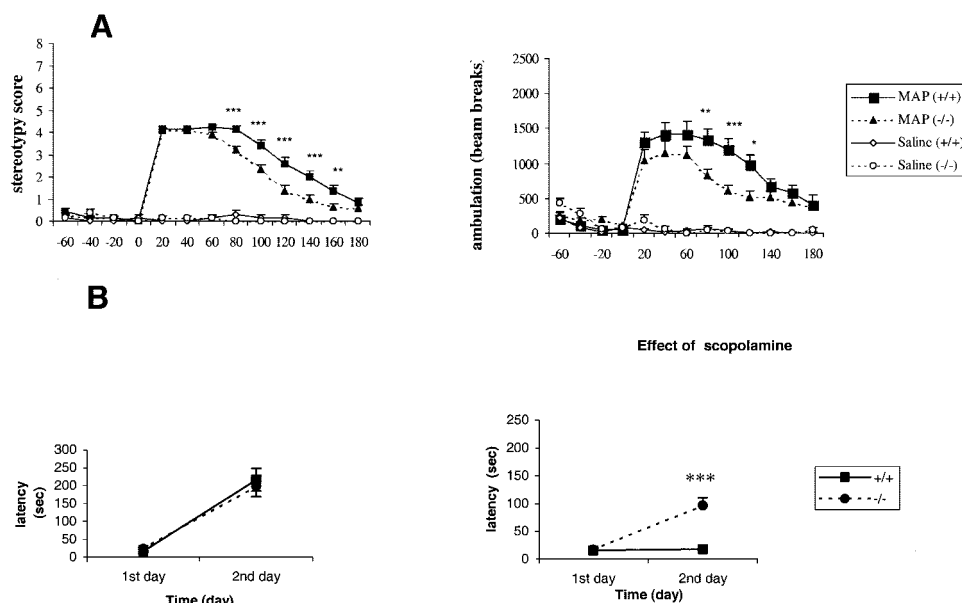 A
stereotypy score
8
7
6
5
4
3
2
1
0
*** *** *** *** **
-60 -40 -20 0 20 40 60 80 100 120 140 160 180
ambulation (beam breaks)
2500
2000
1500
1000
500
0
** *** *
-60 -20 20 60 100 140 180
MAP (+/+)
MAP (-/-)
Saline (+/+)
Saline (-/-)
B
latency (sec)
300
250
200
150
100
50
0
1st day 2nd day
Time (day)
Effect of scopolamine
latency (sec)
250
200
150
100
50
0
***
1st day 2nd day
Time (day)
+/+
-/-